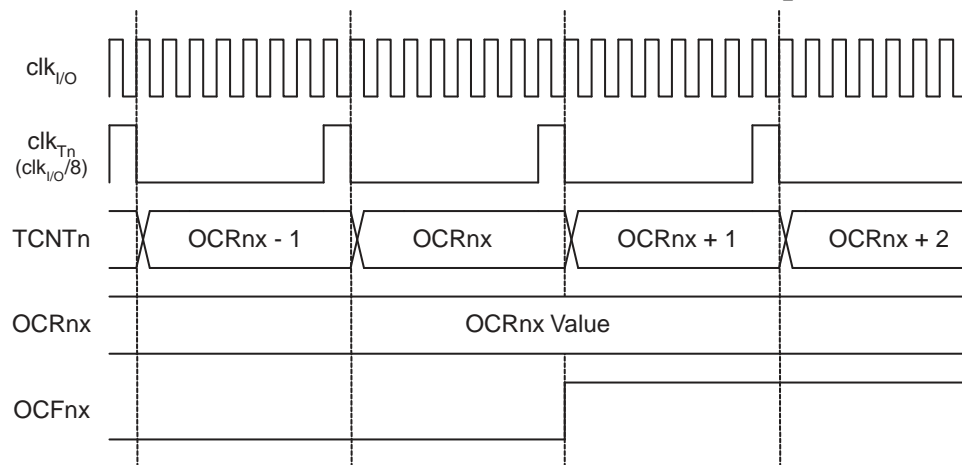 clkI/O
clkTn
(clkI/O/8)
TCNTn OCRnx - 1 OCRnx OCRnx + 1 OCRnx + 2
OCRnx OCRnx Value
OCFnx